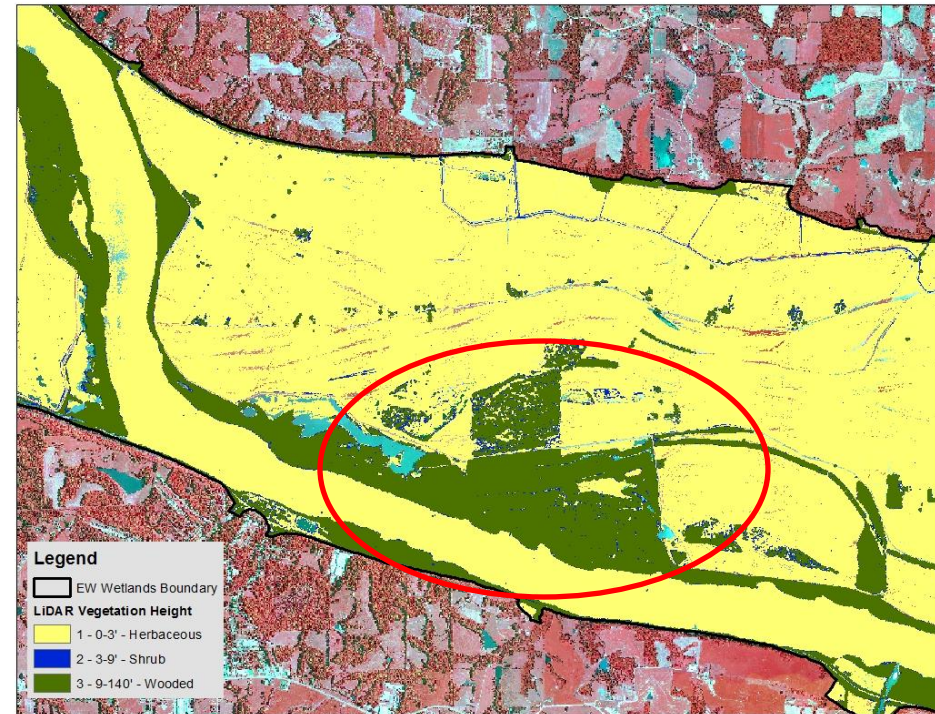 Legend
EW Wetlands Boundary
LiDAR Vegetation Height
1 - 0-3' - Herbaceous
2 - 3-9' - Shrub
3 - 9-140' - Wooded